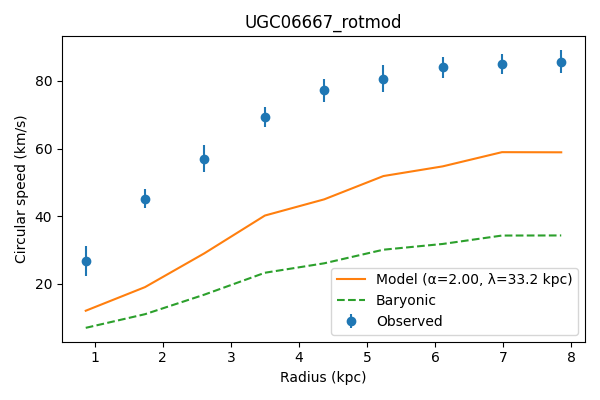 UGC06667_rotmod
Circular speed (km/s)
80
60
40
20
1 2 3 4 5 6 7 8
Radius (kpc)
Model (α=2.00, λ=33.2 kpc)
Baryonic
Observed